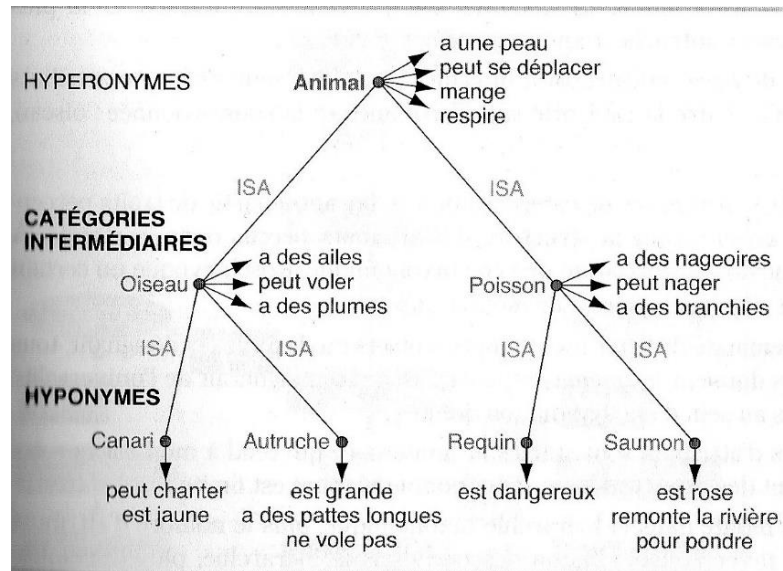 HYPERONYMES
Animal
a une peau
peut se déplacer
mange
respire
ISA
ISA
CATÉGORIES
INTERMÉDIAIRES
Oiseau
a des ailes
peut voler
a des plumes
Poisson
a des nageoires
peut nager
a des branchies
ISA
ISA
ISA
ISA
HYPONYMES
Canari
Autruche
Requin
Saumon
peut chanter
est jaune
est grande
a des pattes longues
ne vole pas
est dangereux
est rose
remonte la rivière
pour pondre